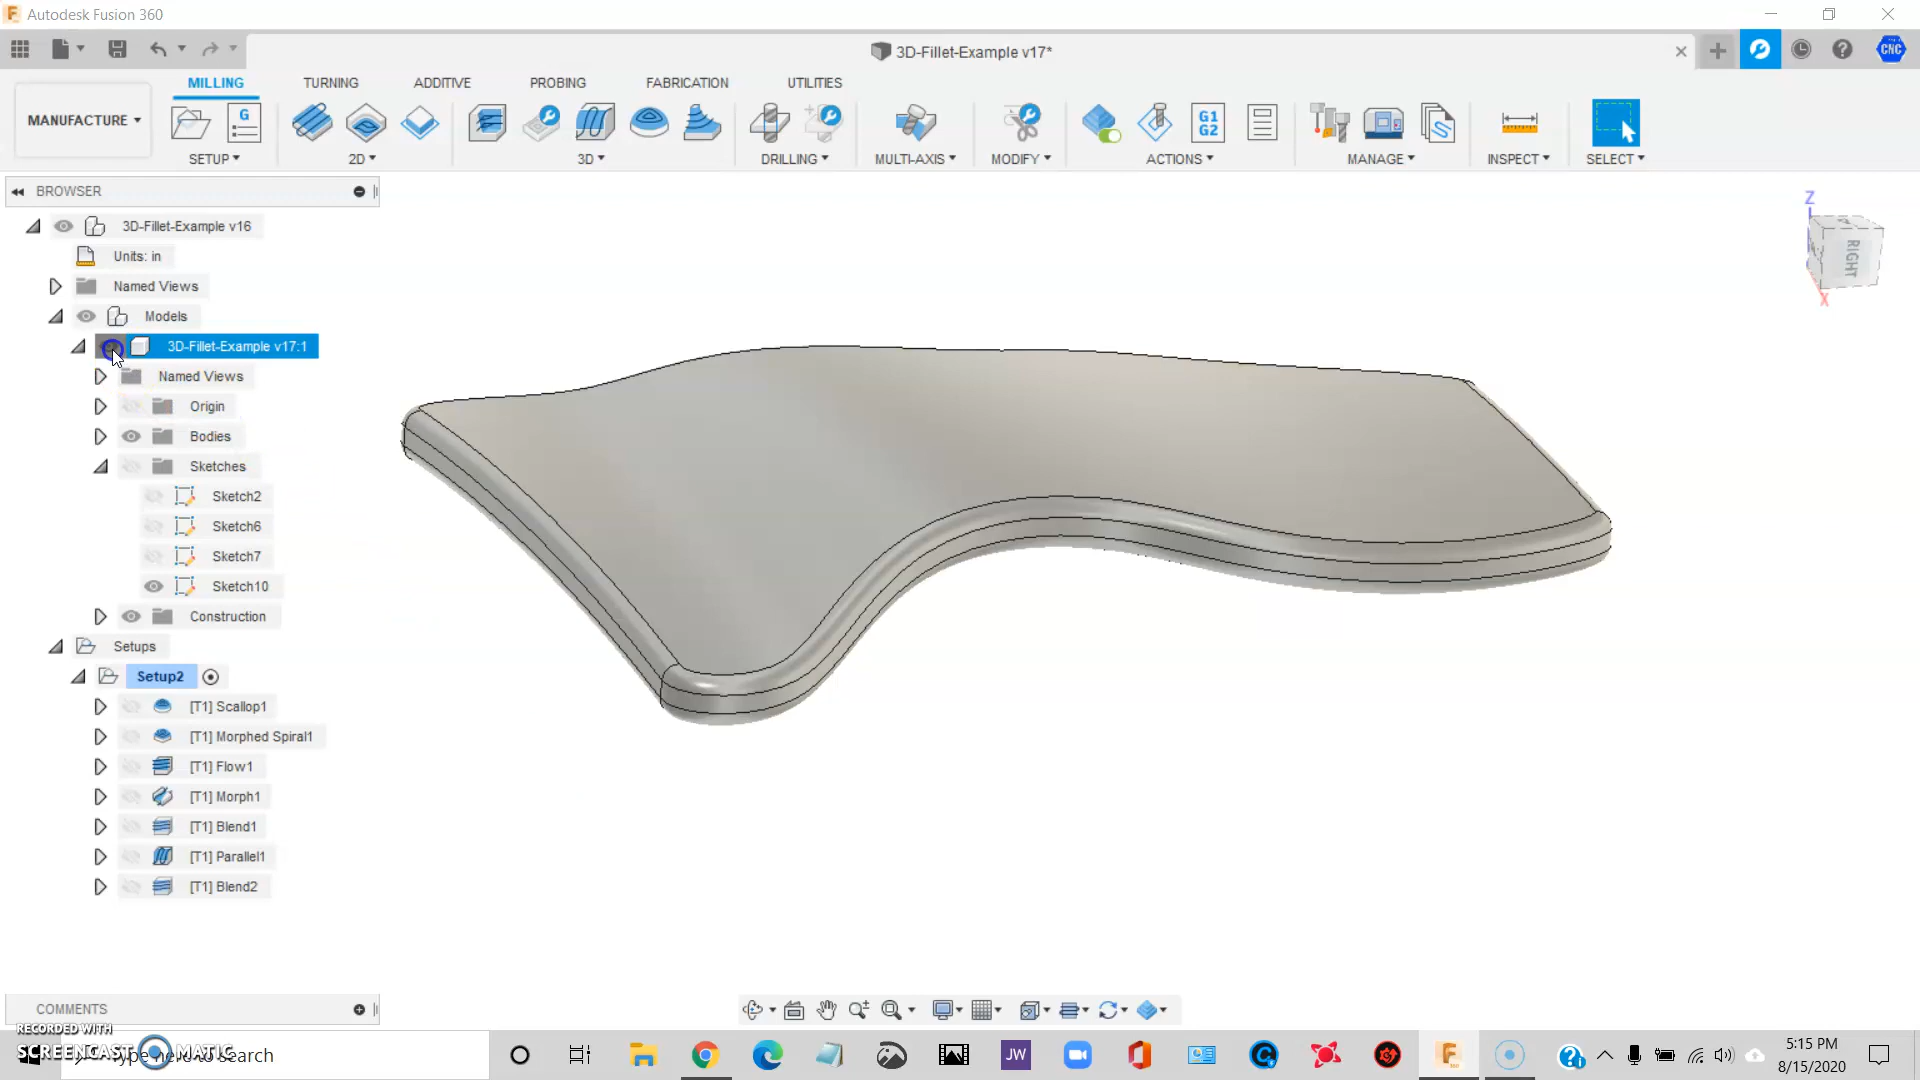 Autodesk Fusion 360
3D-Fillet-Example v17*
CNC
MILLING TURNING ADDITIVE PROBING FABRICATION UTILITIES
MANUFACTURE
G
G1
G2
SETUP 2D 3D DRILLING MULTI-AXIS MODIFY ACTIONS MANAGE INSPECT SELECT
BROWSER
3D-Fillet-Example v16
Units: in
Named Views
Models
3D-Fillet-Example v17:1
Named Views
Origin
Bodies
Sketches
Sketch2
Sketch6
Sketch7
Sketch10
Construction
Setups
Setup2
[T1] Scallop1
[T1] Morphed Spiral1
[T1] Flow1
[T1] Morph1
[T1] Blend1
[T1] Parallel1
[T1] Blend2
Z
RIGHT
X
COMMENTS
RECORDED WITH
SCREENCAST MATIC
Type here to search
JW
5:15 PM
8/15/2020